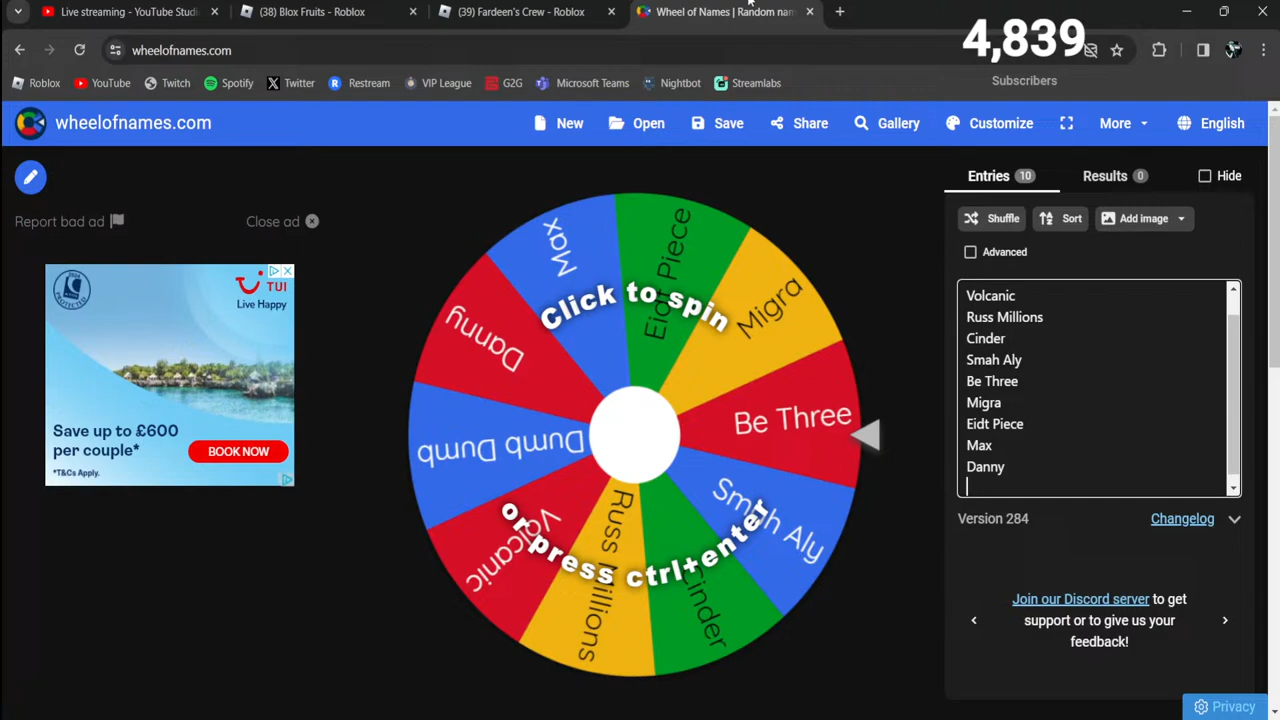 Live streaming - YouTube Studi
(38) Blox Fruits - Roblox
(39) Fardeen's Crew - Roblox
Wheel of Names | Random nam
4,839
Subscribers
wheelofnames.com
Roblox
YouTube
Twitch
Spotify
Twitter
Restream
VIP League
G2G
Microsoft Teams
Nightbot
Streamlabs
wheelofnames.com
New
Open
Save
Share
Gallery
Customize
More
English
Report bad ad
Close ad
TUI
Live Happy
Save up to £600
per couple*
BOOK NOW
*T&Cs Apply.
Click to spin
or press ctrl+enter
Eidt Piece
Migra
Be Three
Smah Aly
Cinder
Russ Millions
Volcanic
Dumb Dumb
Danny
Max
Entries 10
Results 0
Hide
Shuffle
Sort
Add image
Advanced
Volcanic
Russ Millions
Cinder
Smah Aly
Be Three
Migra
Eidt Piece
Max
Danny
Version 284
Changelog
Join our Discord server to get
support or to give us your
feedback!
Privacy